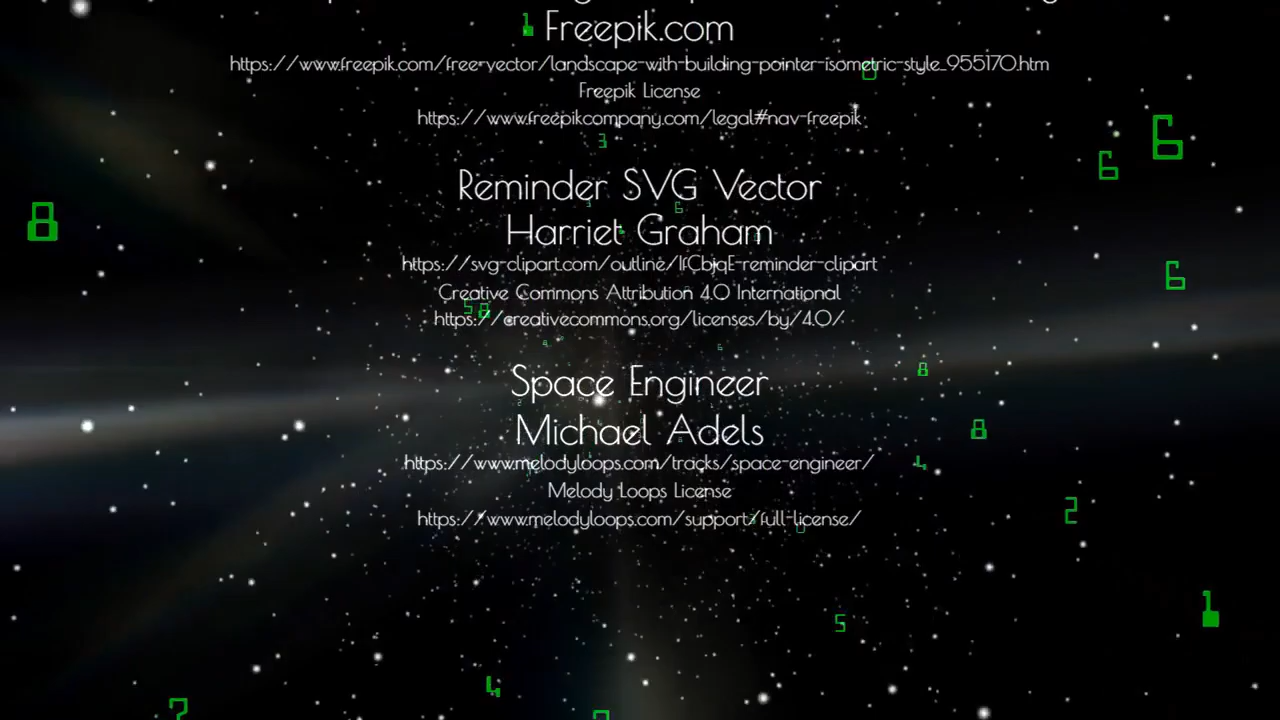 Freepik.com
https://www.freepik.com/free-vector/landscape-with-building-pointer-isometric-style_955170.htm
Freepik License
https://www.freepikcompany.com/legal#nav-freepik
Reminder SVG Vector
Harriet Graham
https://svg-clipart.com/outline/IfCbjqE-reminder-clipart
Creative Commons Attribution 4.0 International
https://creativecommons.org/licenses/by/4.0/
Space Engineer
Michael Adels
https://www.melodyloops.com/tracks/space-engineer/
Melody Loops License
https://www.melodyloops.com/support/full-license/